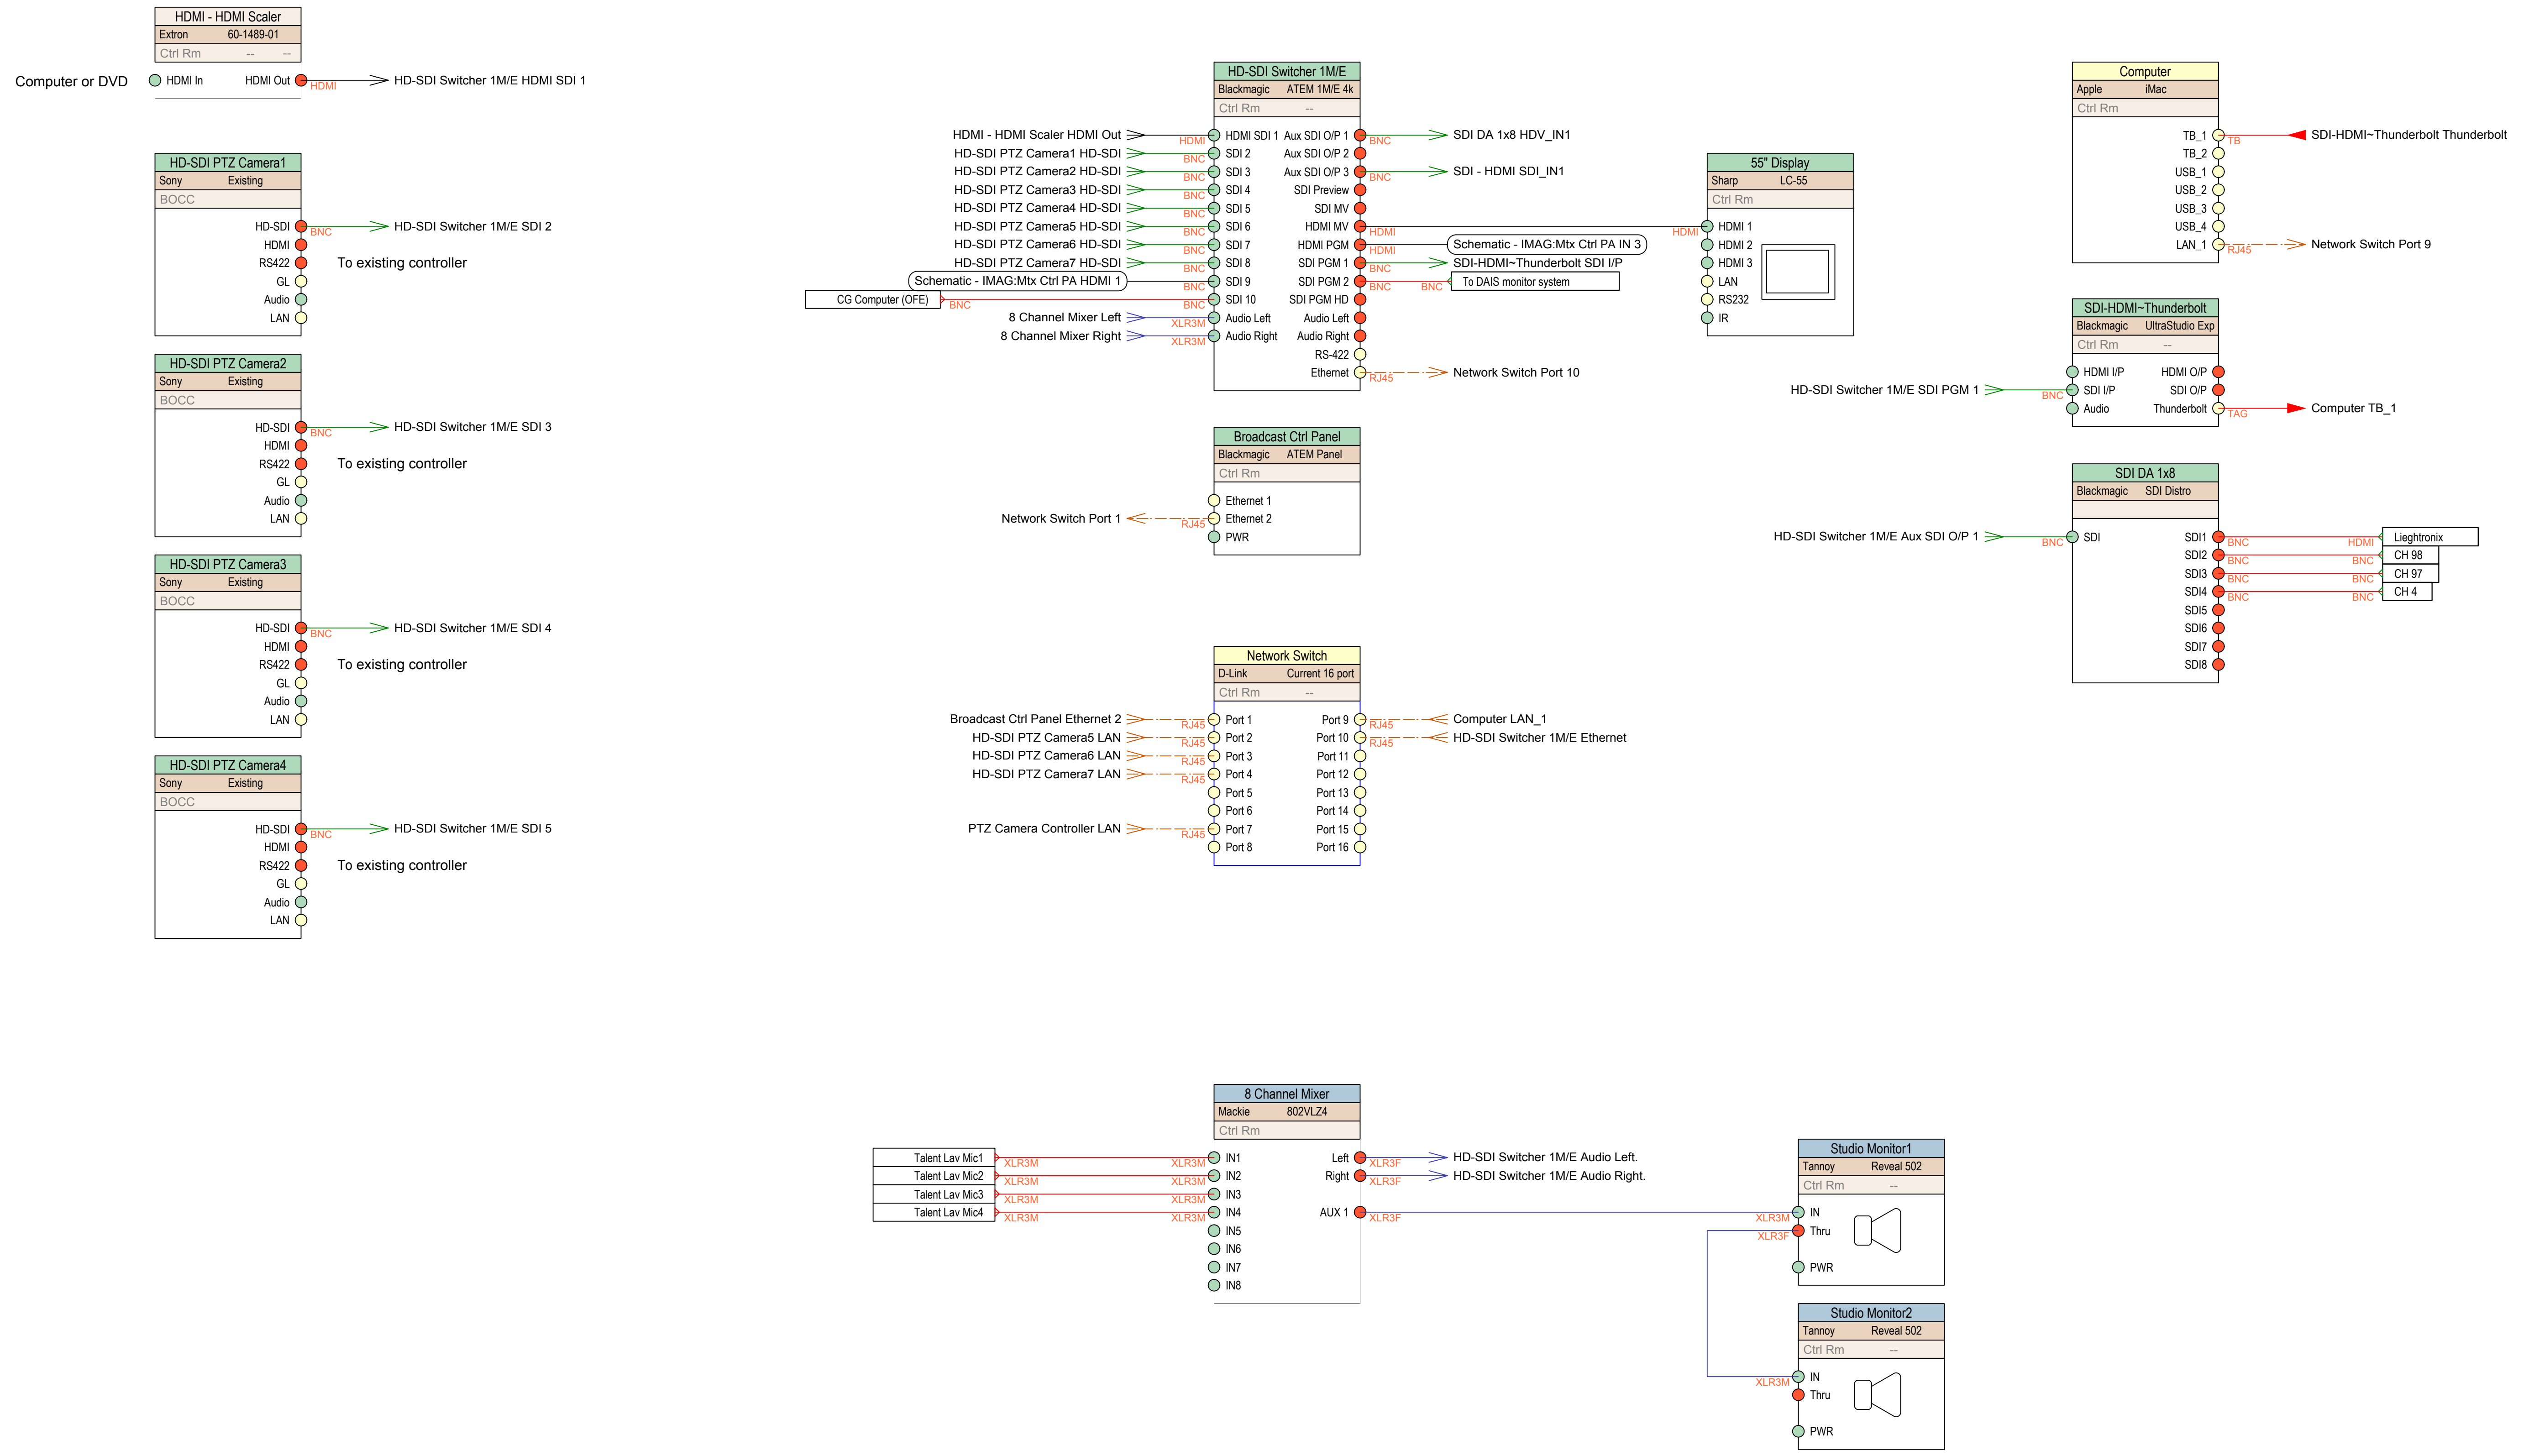 HDMI - HDMI Scaler
Extron 60-1489-01
Ctrl Rm -- --
Computer or DVD
HDMI In HDMI Out HDMI HD-SDI Switcher 1M/E HDMI SDI 1
HD-SDI PTZ Camera1
Sony Existing
BOCC
HD-SDI BNC HD-SDI Switcher 1M/E SDI 2
HDMI
RS422 To existing controller
GL
Audio
LAN
HD-SDI PTZ Camera2
Sony Existing
BOCC
HD-SDI BNC HD-SDI Switcher 1M/E SDI 3
HDMI
RS422 To existing controller
GL
Audio
LAN
HD-SDI PTZ Camera3
Sony Existing
BOCC
HD-SDI BNC HD-SDI Switcher 1M/E SDI 4
HDMI
RS422 To existing controller
GL
Audio
LAN
HD-SDI PTZ Camera4
Sony Existing
BOCC
HD-SDI BNC HD-SDI Switcher 1M/E SDI 5
HDMI
RS422 To existing controller
GL
Audio
LAN
HD-SDI Switcher 1M/E
Blackmagic ATEM 1M/E 4k
Ctrl Rm --
HDMI - HDMI Scaler HDMI Out HDMI HDMI SDI 1 Aux SDI O/P 1 BNC SDI DA 1x8 HDV_IN1
HD-SDI PTZ Camera1 HD-SDI BNC SDI 2 Aux SDI O/P 2
HD-SDI PTZ Camera2 HD-SDI BNC SDI 3 Aux SDI O/P 3 BNC SDI - HDMI SDI_IN1
HD-SDI PTZ Camera3 HD-SDI BNC SDI 4 SDI Preview
HD-SDI PTZ Camera4 HD-SDI BNC SDI 5 SDI MV
HD-SDI PTZ Camera5 HD-SDI BNC SDI 6 HDMI MV HDMI
HD-SDI PTZ Camera6 HD-SDI BNC SDI 7 HDMI PGM HDMI Schematic - IMAG:Mtx Ctrl PA IN 3
HD-SDI PTZ Camera7 HD-SDI BNC SDI 8 SDI PGM 1 BNC SDI-HDMI~Thunderbolt SDI I/P
Schematic - IMAG:Mtx Ctrl PA HDMI 1 BNC SDI 9 SDI PGM 2 BNC BNC To DAIS monitor system
CG Computer (OFE) BNC BNC SDI 10 SDI PGM HD
8 Channel Mixer Left XLR3M Audio Left Audio Left
8 Channel Mixer Right XLR3M Audio Right Audio Right
RS-422
Ethernet RJ45 Network Switch Port 10
55" Display
Sharp LC-55
Ctrl Rm
HDMI HDMI 1
HDMI 2
HDMI 3
LAN
RS232
IR
Broadcast Ctrl Panel
Blackmagic ATEM Panel
Ctrl Rm
Ethernet 1
Network Switch Port 1 RJ45 Ethernet 2
PWR
Network Switch
D-Link Current 16 port
Ctrl Rm --
Broadcast Ctrl Panel Ethernet 2 RJ45 Port 1 Port 9 RJ45 Computer LAN_1
HD-SDI PTZ Camera5 LAN RJ45 Port 2 Port 10 RJ45 HD-SDI Switcher 1M/E Ethernet
HD-SDI PTZ Camera6 LAN RJ45 Port 3 Port 11
HD-SDI PTZ Camera7 LAN RJ45 Port 4 Port 12
Port 5 Port 13
Port 6 Port 14
PTZ Camera Controller LAN RJ45 Port 7 Port 15
Port 8 Port 16
Computer
Apple iMac
Ctrl Rm
TB_1 TB SDI-HDMI~Thunderbolt Thunderbolt
TB_2
USB_1
USB_2
USB_3
USB_4
LAN_1 RJ45 Network Switch Port 9
SDI-HDMI~Thunderbolt
Blackmagic UltraStudio Exp
Ctrl Rm --
HDMI I/P HDMI O/P
HD-SDI Switcher 1M/E SDI PGM 1 BNC SDI I/P SDI O/P
Audio Thunderbolt TAG Computer TB_1
SDI DA 1x8
Blackmagic SDI Distro
HD-SDI Switcher 1M/E Aux SDI O/P 1 BNC SDI SDI1 BNC HDMI Lieghtronix
SDI2 BNC BNC CH 98
SDI3 BNC BNC CH 97
SDI4 BNC BNC CH 4
SDI5
SDI6
SDI7
SDI8
8 Channel Mixer
Mackie 802VLZ4
Ctrl Rm
Talent Lav Mic1 XLR3M XLR3M IN1 Left XLR3F HD-SDI Switcher 1M/E Audio Left.
Talent Lav Mic2 XLR3M XLR3M IN2 Right XLR3F HD-SDI Switcher 1M/E Audio Right.
Talent Lav Mic3 XLR3M XLR3M IN3
Talent Lav Mic4 XLR3M XLR3M IN4 AUX 1 XLR3F
IN5
IN6
IN7
IN8
Studio Monitor1
Tannoy Reveal 502
Ctrl Rm --
XLR3M IN
XLR3F Thru
PWR
Studio Monitor2
Tannoy Reveal 502
Ctrl Rm --
XLR3M IN
Thru
PWR